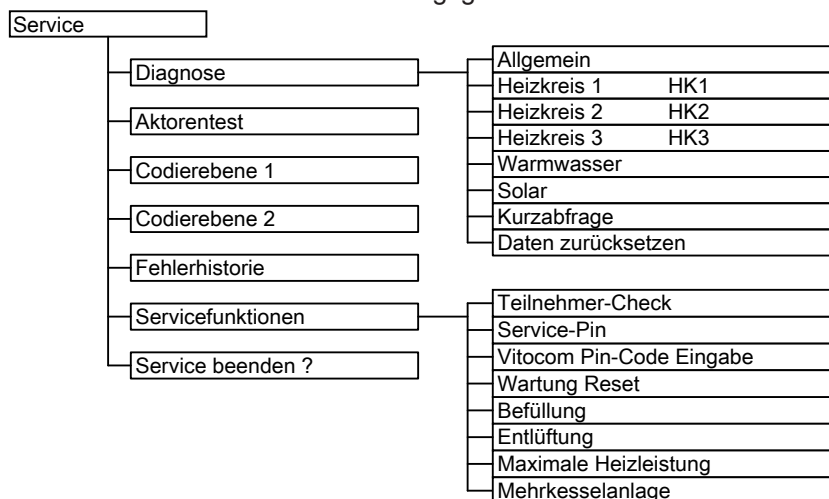 Service
Diagnose
Allgemein
Heizkreis 1 HK1
Heizkreis 2 HK2
Heizkreis 3 HK3
Warmwasser
Solar
Kurzabfrage
Daten zurücksetzen
Aktorentest
Codierebene 1
Codierebene 2
Fehlerhistorie
Servicefunktionen
Teilnehmer-Check
Service-Pin
Vitocom Pin-Code Eingabe
Wartung Reset
Befüllung
Entlüftung
Maximale Heizleistung
Mehrkesselanlage
Service beenden ?